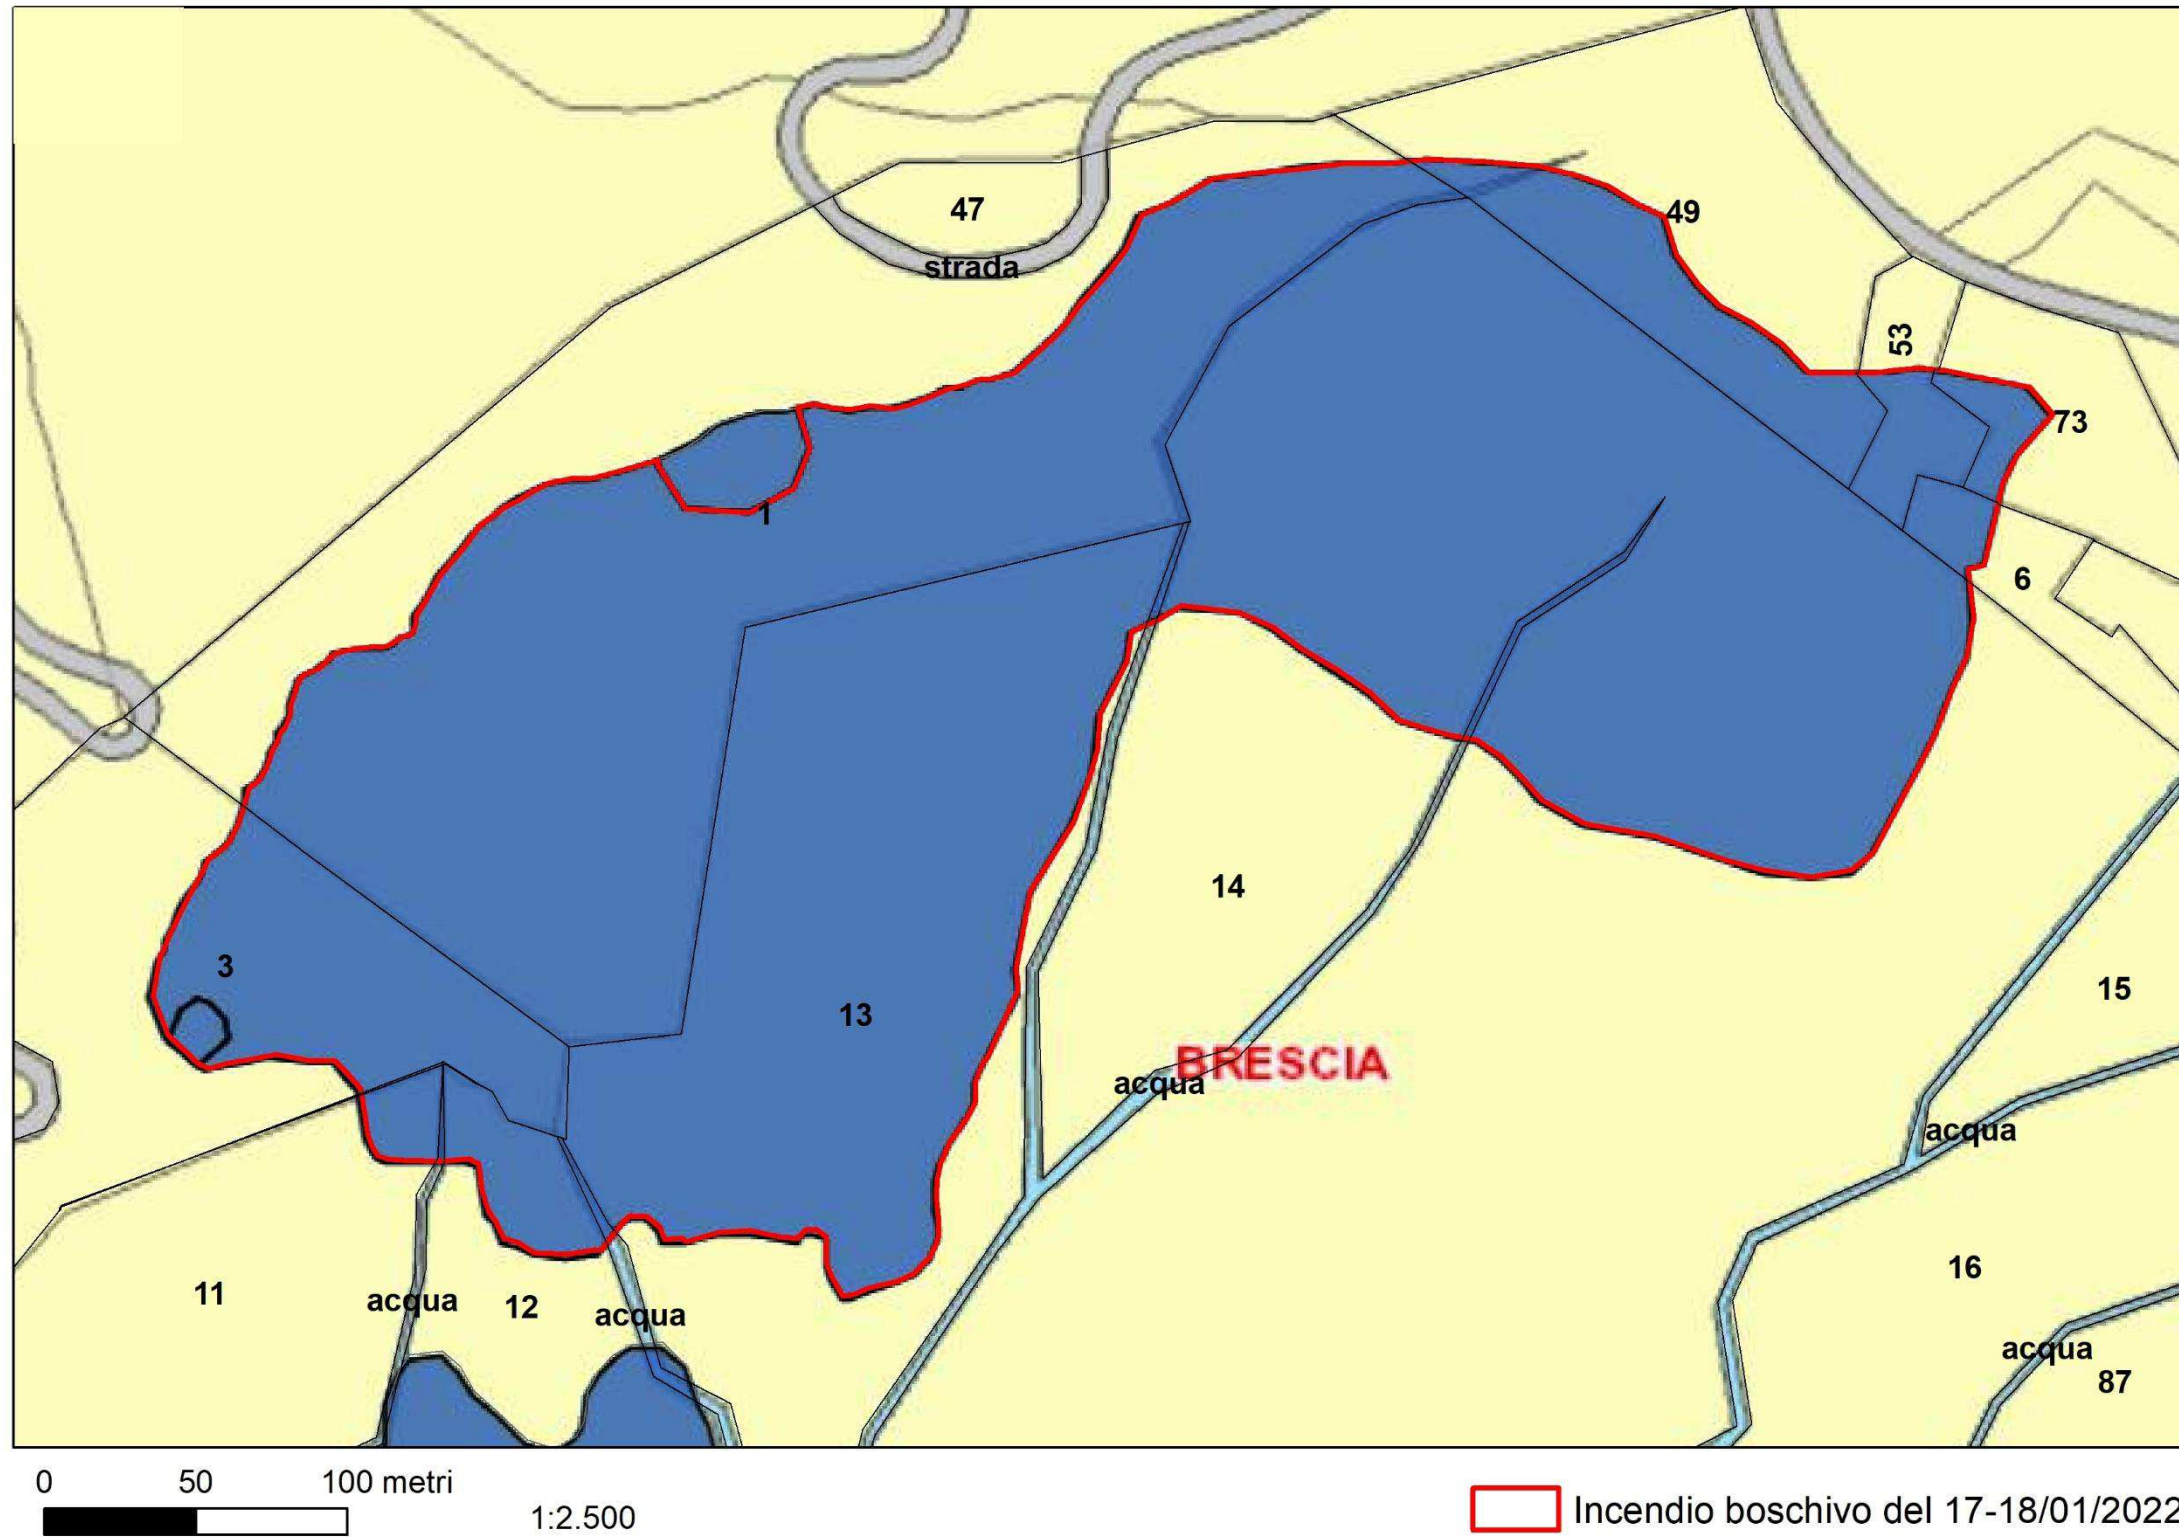 47
49
strada
53
73
1
6
14
3
15
13
BRESCIA
acqua
acqua
16
11
acqua
12
acqua
acqua
87
0 50 100 metri
1:2.500
Incendio boschivo del 17-18/01/2022